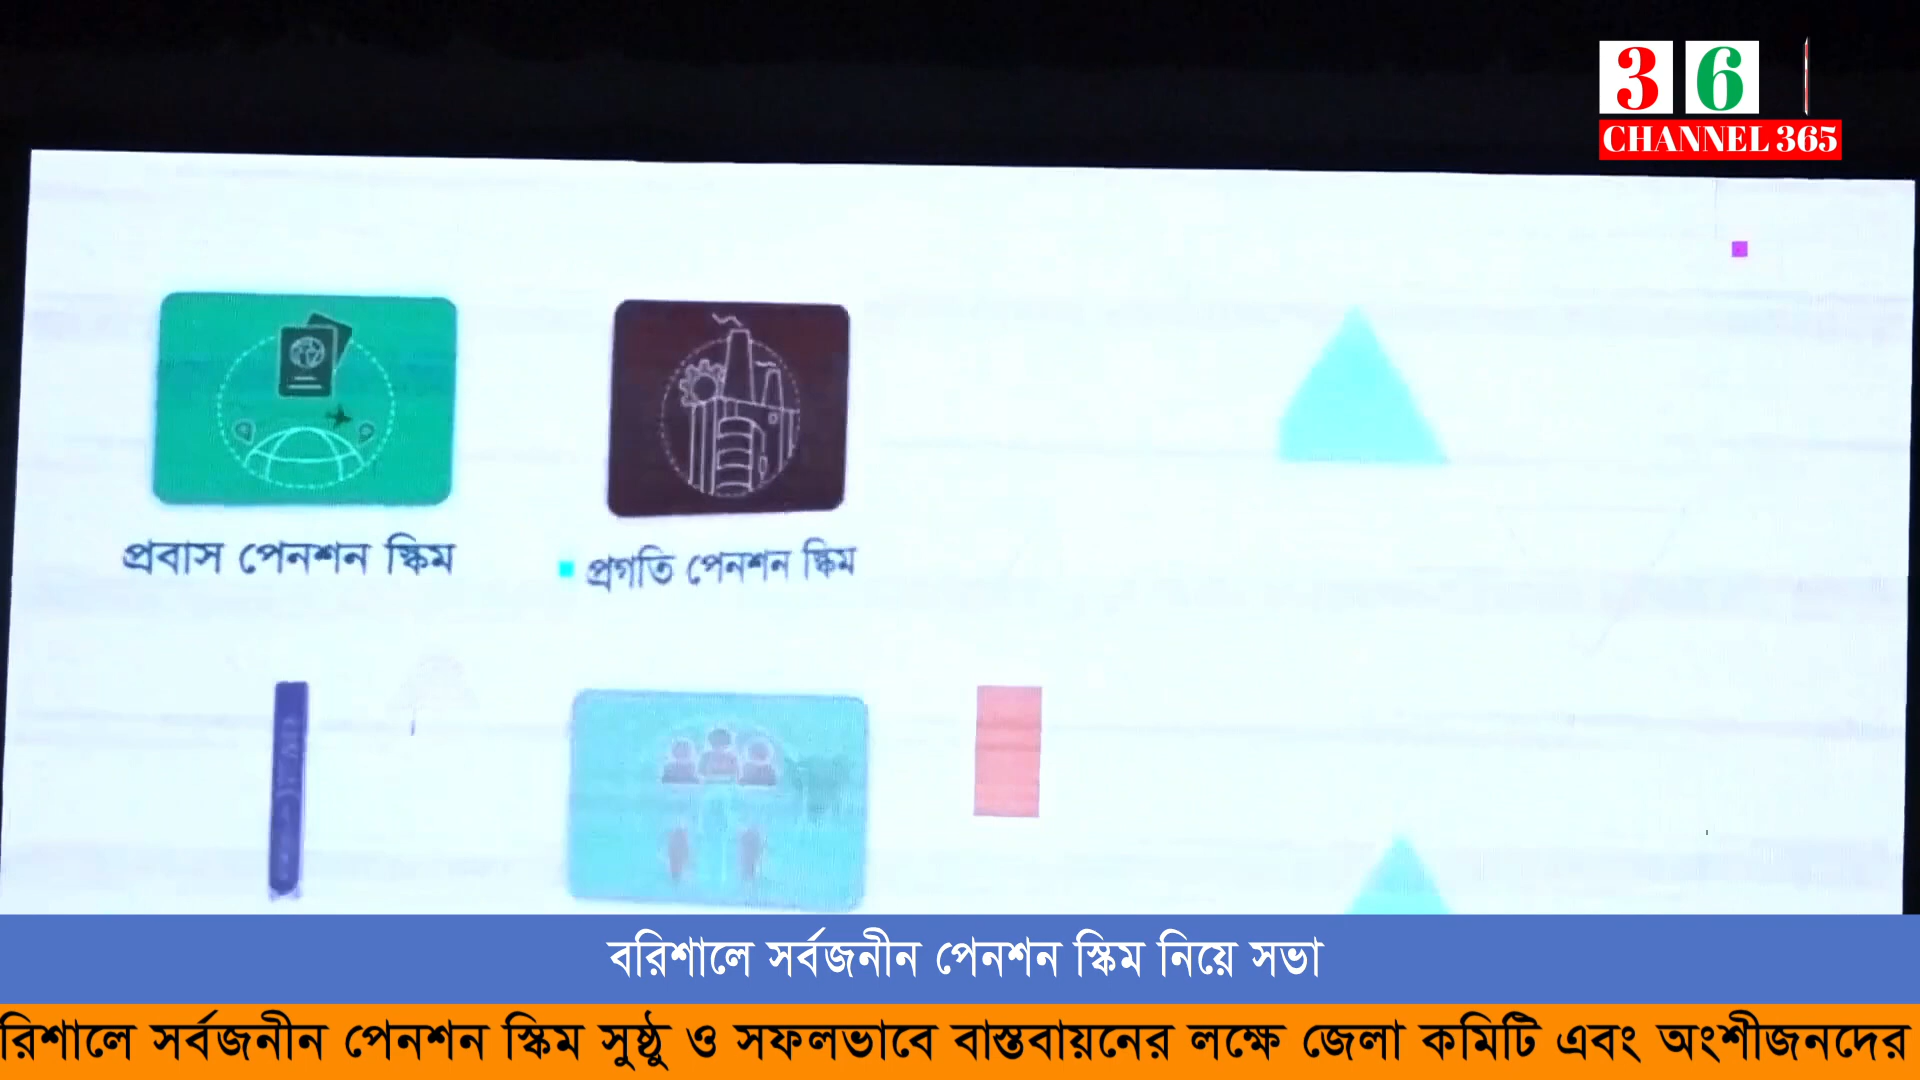 36
CHANNEL 365
প্রবাস পেনশন স্কিম
প্রগতি পেনশন স্কিম
বরিশালে সর্বজনীন পেনশন স্কিম নিয়ে সভা
রিশালে সর্বজনীন পেনশন স্কিম সুষ্ঠু ও সফলভাবে বাস্তবায়নের লক্ষে জেলা কমিটি এবং অংশীজনদের